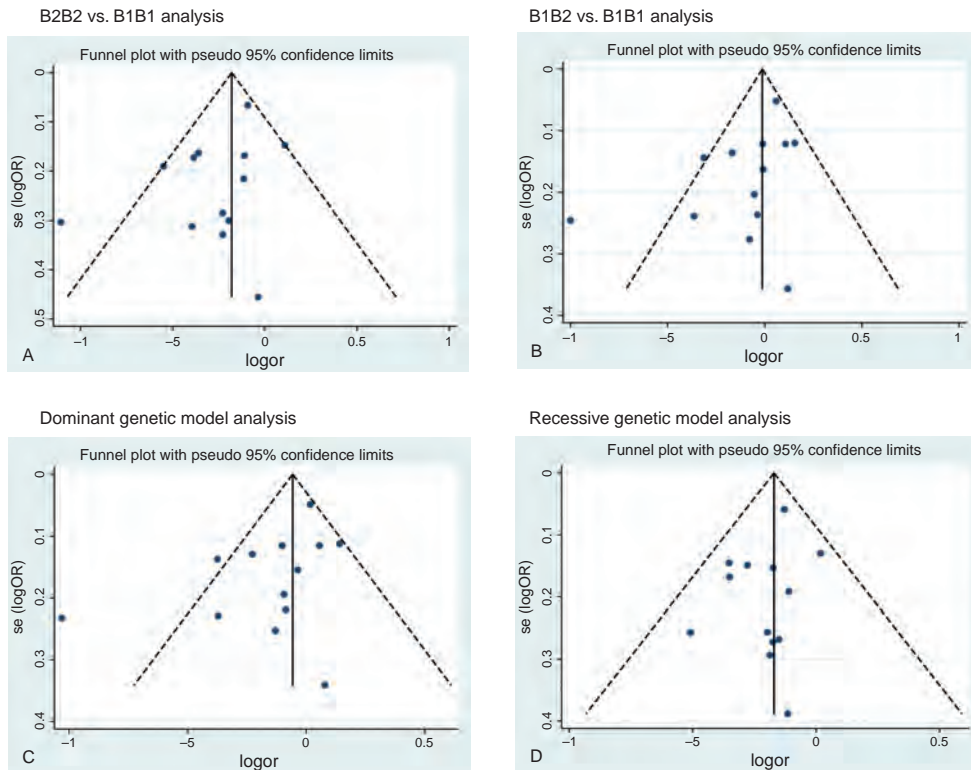 B2B2 vs. B1B1 analysis
Funnel plot with pseudo 95% confidence limits
se (logOR)
0
0.1
0.2
0.3
0.4
0.5
−1
−5
0
0.5
1
A
logor
B1B2 vs. B1B1 analysis
Funnel plot with pseudo 95% confidence limits
se (logOR)
0
0.1
0.2
0.3
0.4
−1
−5
0
0.5
1
B
logor
Dominant genetic model analysis
Funnel plot with pseudo 95% confidence limits
se (logOR)
0
0.1
0.2
0.3
0.4
−1
−5
0
0.5
C
logor
Recessive genetic model analysis
Funnel plot with pseudo 95% confidence limits
se (logOR)
0
0.1
0.2
0.3
0.4
−1
−5
0
0.5
D
logor